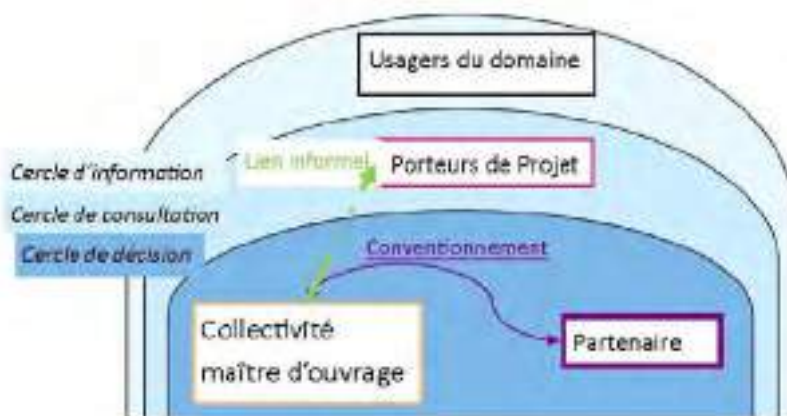 Usagers du domaine
Cercle d'information
Lien informel
Porteurs de Projet
Cercle de consultation
Cercle de décision
Conventionnement
Collectivité
maître d'ouvrage
Partenaire